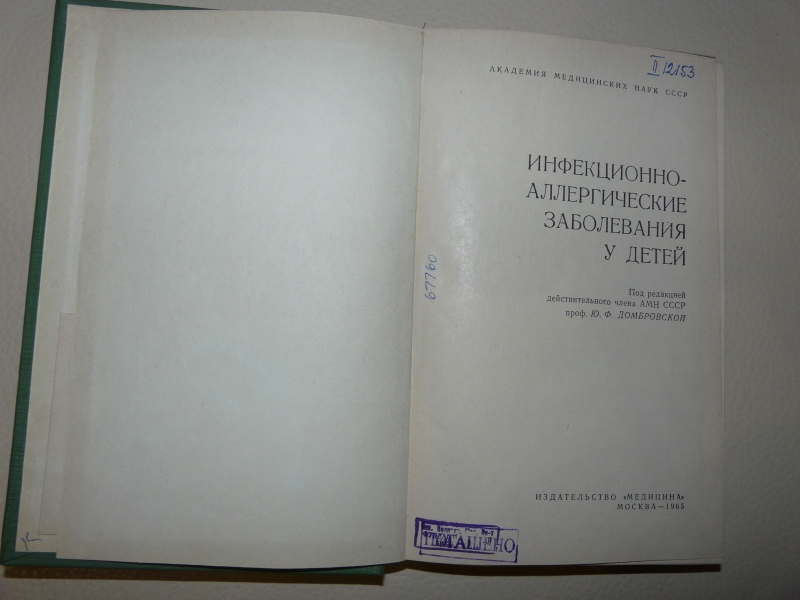 II 12153
АКАДЕМИЯ МЕДИЦИНСКИХ НАУК СССР
ИНФЕКЦИОННО-
АЛЛЕРГИЧЕСКИЕ
ЗАБОЛЕВАНИЯ
У ДЕТЕЙ
Под редакцией
действительного члена АМН СССР
проф. Ю. Ф. ДОМБРОВСКОЙ
67760
ИЗДАТЕЛЬСТВО «МЕДИЦИНА»
МОСКВА — 1965
ПОГАШЕНО